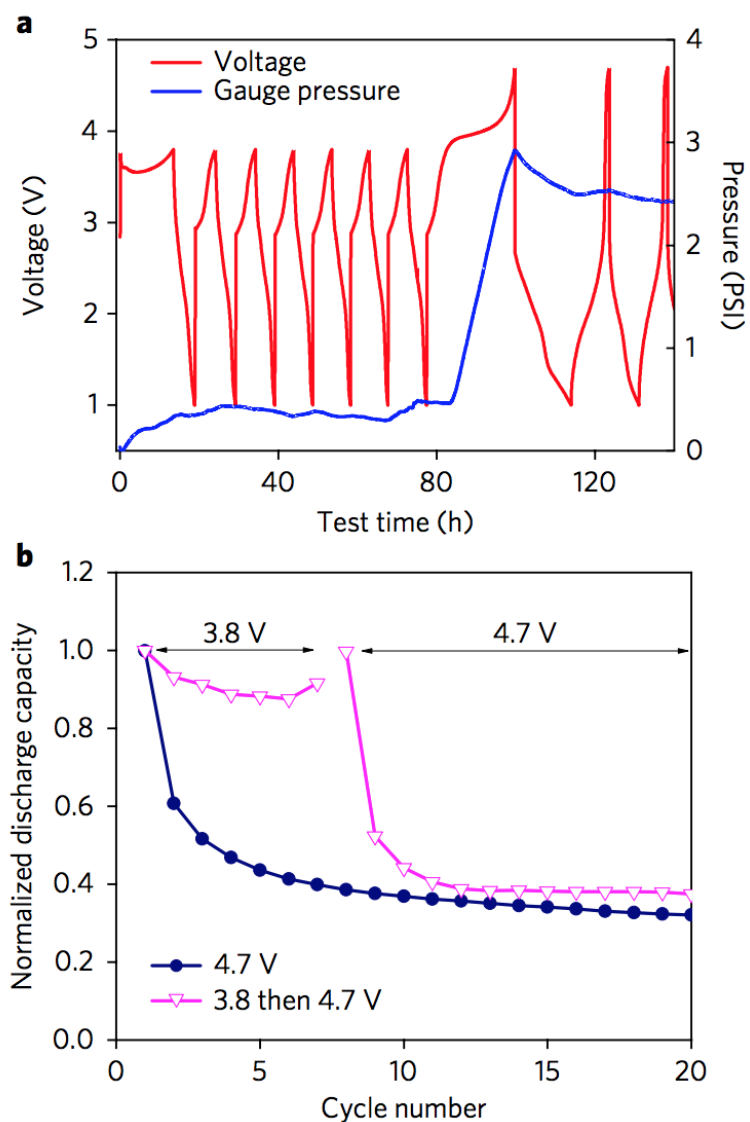 a
5
4
3
2
1
Voltage (V)
Voltage
Gauge pressure
4
3
2
1
0
Pressure (PSI)
0
40
80
120
Test time (h)
b
1.2
1.0
0.8
0.6
0.4
0.2
0.0
Normalized discharge capacity
3.8 V
4.7 V
4.7 V
3.8 then 4.7 V
0
5
10
15
20
Cycle number